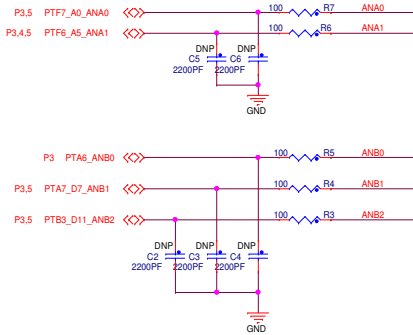 P3,5 PTF7_A0_ANA0 100 R7 ANA0
P3,4,5 PTF6_A5_ANA1 100 R6 ANA1
DNP DNP
C5 C6
2200PF 2200PF
GND
P3 PTA6_ANB0 100 R5 ANB0
P3,5 PTA7_D7_ANB1 100 R4 ANB1
P3,5 PTB3_D11_ANB2 100 R3 ANB2
DNP DNP DNP
C2 C3 C4
2200PF 2200PF 2200PF
GND